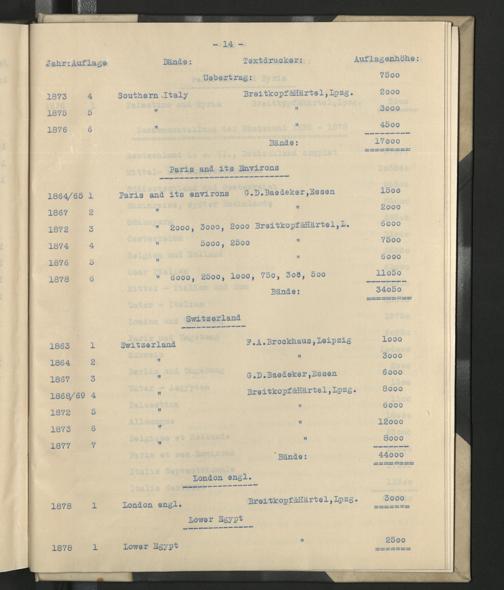 - 14 -
Jahr:Auflage Bände: Textdrucker: Auflagenhöhe:
Uebertrag: 7500
1873 4 Southern Italy Breitkopf&Härtel,Lpzg. 2000
1875 5 " " 3000
1876 6 " " 4500
Bände: 17000
Paris and its Environs
1864/65 1 Paris and its environs G.D.Baedeker,Essen 1500
1867 2 " " 2000
1872 3 " 2000, 3000, 2000 Breitkopf&Härtel,L. 6000
1874 4 " 5000, 2500 " 7500
1876 5 " " 6000
1878 6 " 6000, 2500, 1000, 750, 300, 500 11050
Bände: 34050
Switzerland
1863 1 Switzerland F.A.Brockhaus,Leipzig 1000
1864 2 " " 3000
1867 3 " G.D.Baedeker,Essen 6000
1868/69 4 " Breitkopf&Härtel,Lpzg. 8000
1872 5 " " 6000
1873 6 " " 12000
1877 7 " " 8000
Bände: 44000
London engl.
1878 1 London engl. Breitkopf&Härtel,Lpzg. 3000
Lower Egypt
1878 1 Lower Egypt " 2500